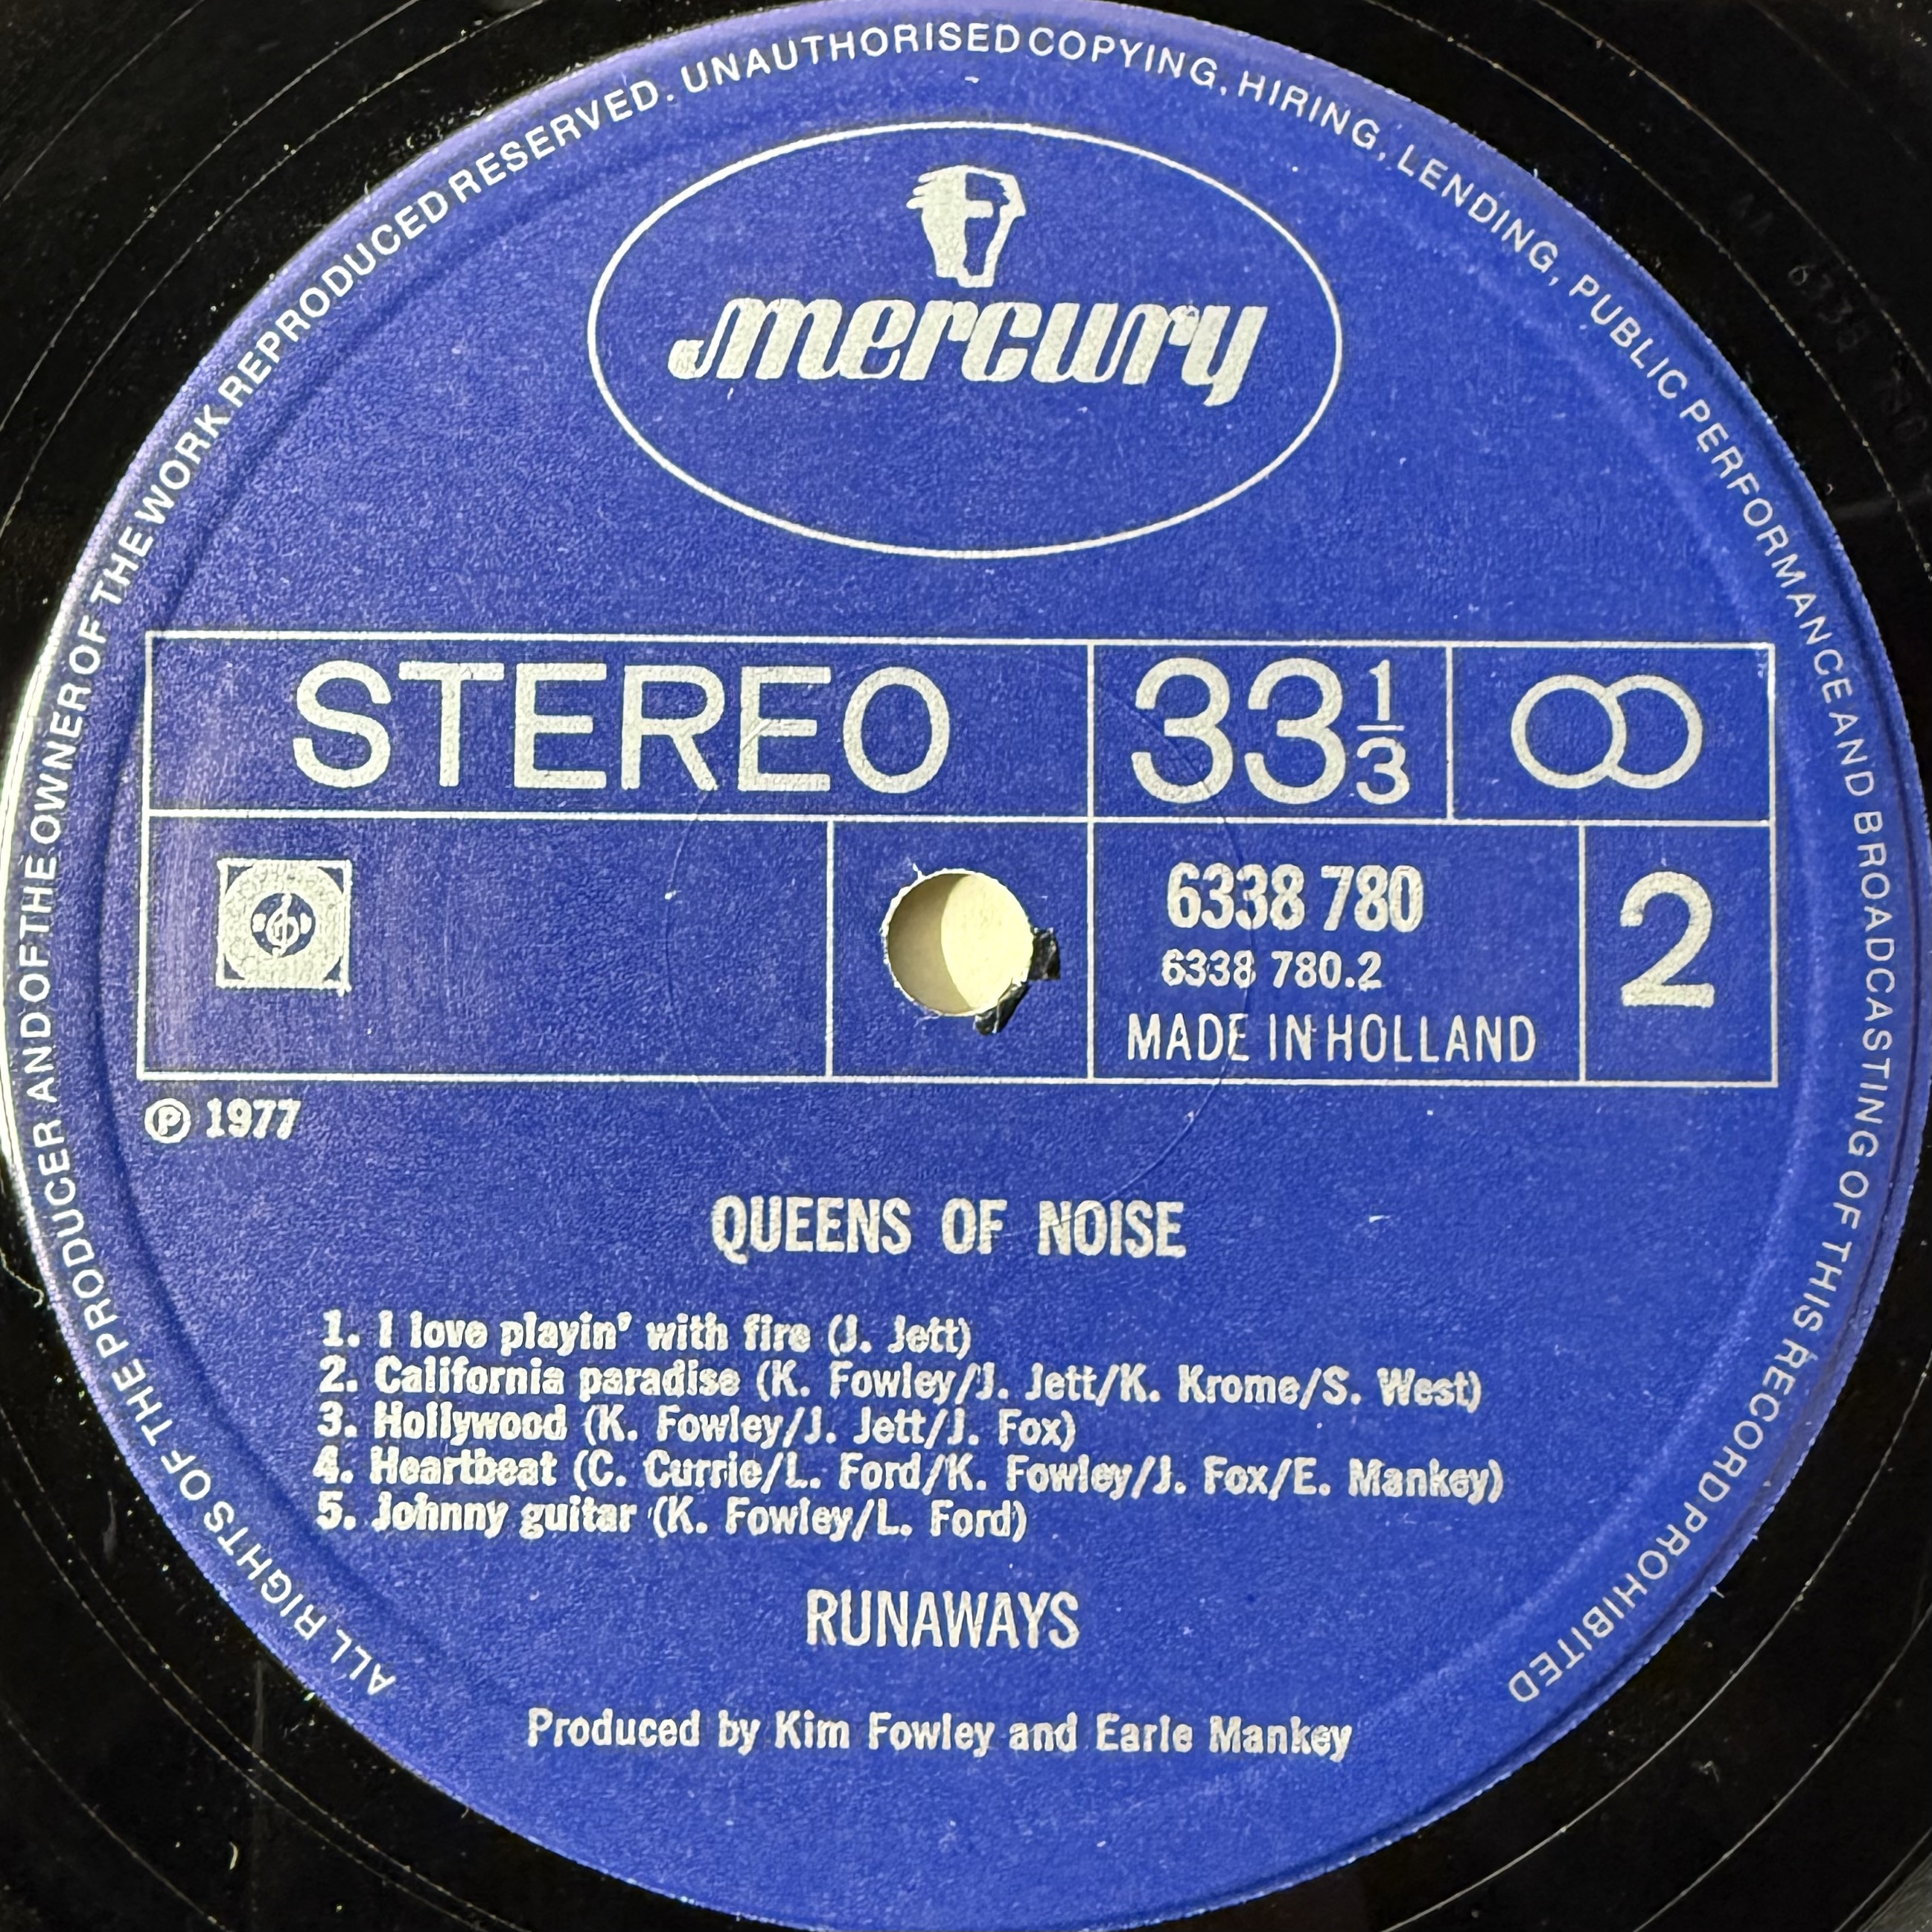 ALL RIGHTS OF THE PRODUCER AND OF THE OWNER OF THE WORK REPRODUCED RESERVED. UNAUTHORISED COPYING, HIRING, LENDING, PUBLIC PERFORMANCE AND BROADCASTING OF THIS RECORD PROHIBITED
mercury
STEREO 33 1/3
6338 780
6338 780.2
MADE IN HOLLAND
2
℗ 1977
QUEENS OF NOISE
1. I love playin' with fire (J. Jett)
2. California paradise (K. Fowley/J. Jett/K. Krome/S. West)
3. Hollywood (K. Fowley/J. Jett/J. Fox)
4. Heartbeat (C. Currie/L. Ford/K. Fowley/J. Fox/E. Mankey)
5. Johnny guitar (K. Fowley/L. Ford)
RUNAWAYS
Produced by Kim Fowley and Earle Mankey